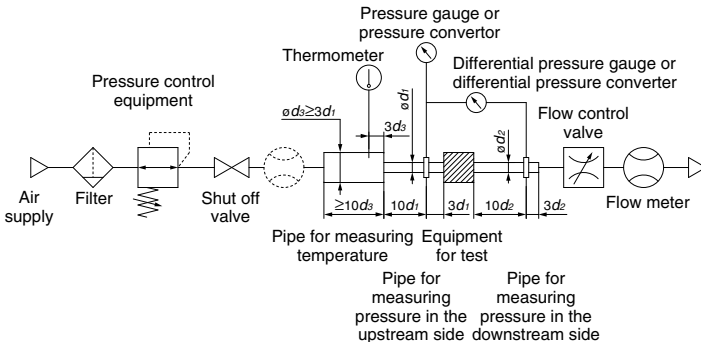 Pressure gauge or
pressure convertor
Thermometer
Differential pressure gauge or
differential pressure converter
Pressure control
equipment
Flow control
valve
ød3≥3d1
3d3
ød1
ød2
Air
supply
Filter
Shut off
valve
≥10d3
10d1
3d1
10d2
3d2
Flow meter
Pipe for measuring
temperature
Equipment
for test
Pipe for
measuring
pressure in the
upstream side
Pipe for
measuring
pressure in the
downstream side